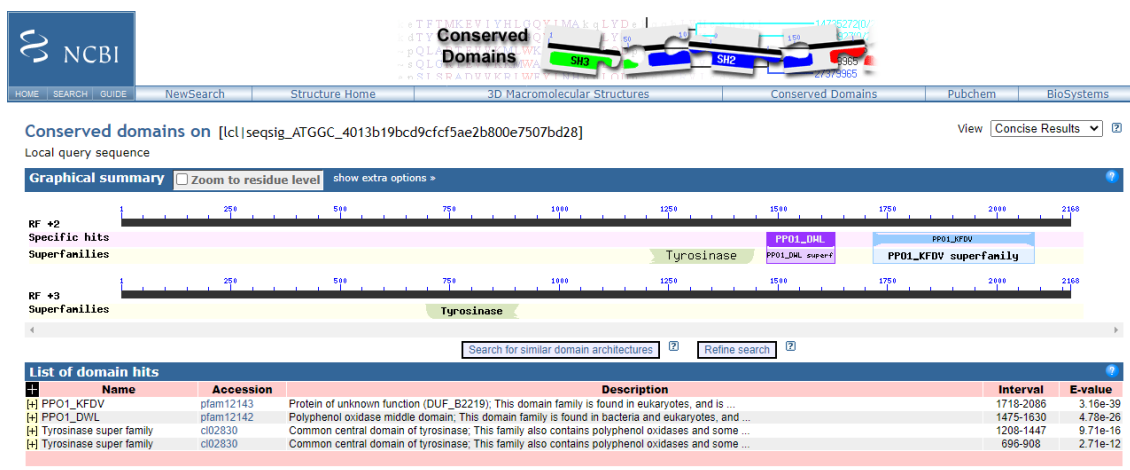 NCBI
Conserved
Domains
SH3
SH2
HOME SEARCH GUIDE NewSearch Structure Home 3D Macromolecular Structures Conserved Domains Pubchem BioSystems
Conserved domains on [lcl|seqsig_ATGGC_4013b19bcd9cfcf5ae2b800e7507bd28]
View Concise Results
Local query sequence
Graphical summary Zoom to residue level show extra options »
1 250 500 750 1000 1250 1500 1750 2000 2168
RF +2
Specific hits PPO1_DWL PPO1_KFDV
Superfamilies Tyrosinase PPO1_DWL superf PPO1_KFDV superfamily
1 250 500 750 1000 1250 1500 1750 2000 2168
RF +3
Superfamilies Tyrosinase
Search for similar domain architectures Refine search
List of domain hits
Name Accession Description Interval E-value
[+] PPO1_KFDV pfam12143 Protein of unknown function (DUF_B2219); This domain family is found in eukaryotes, and is ... 1718-2086 3.16e-39
[+] PPO1_DWL pfam12142 Polyphenol oxidase middle domain; This domain family is found in bacteria and eukaryotes, and ... 1475-1630 4.78e-26
[+] Tyrosinase super family cl02830 Common central domain of tyrosinase; This family also contains polyphenol oxidases and some ... 1208-1447 9.71e-16
[+] Tyrosinase super family cl02830 Common central domain of tyrosinase; This family also contains polyphenol oxidases and some ... 696-908 2.71e-12